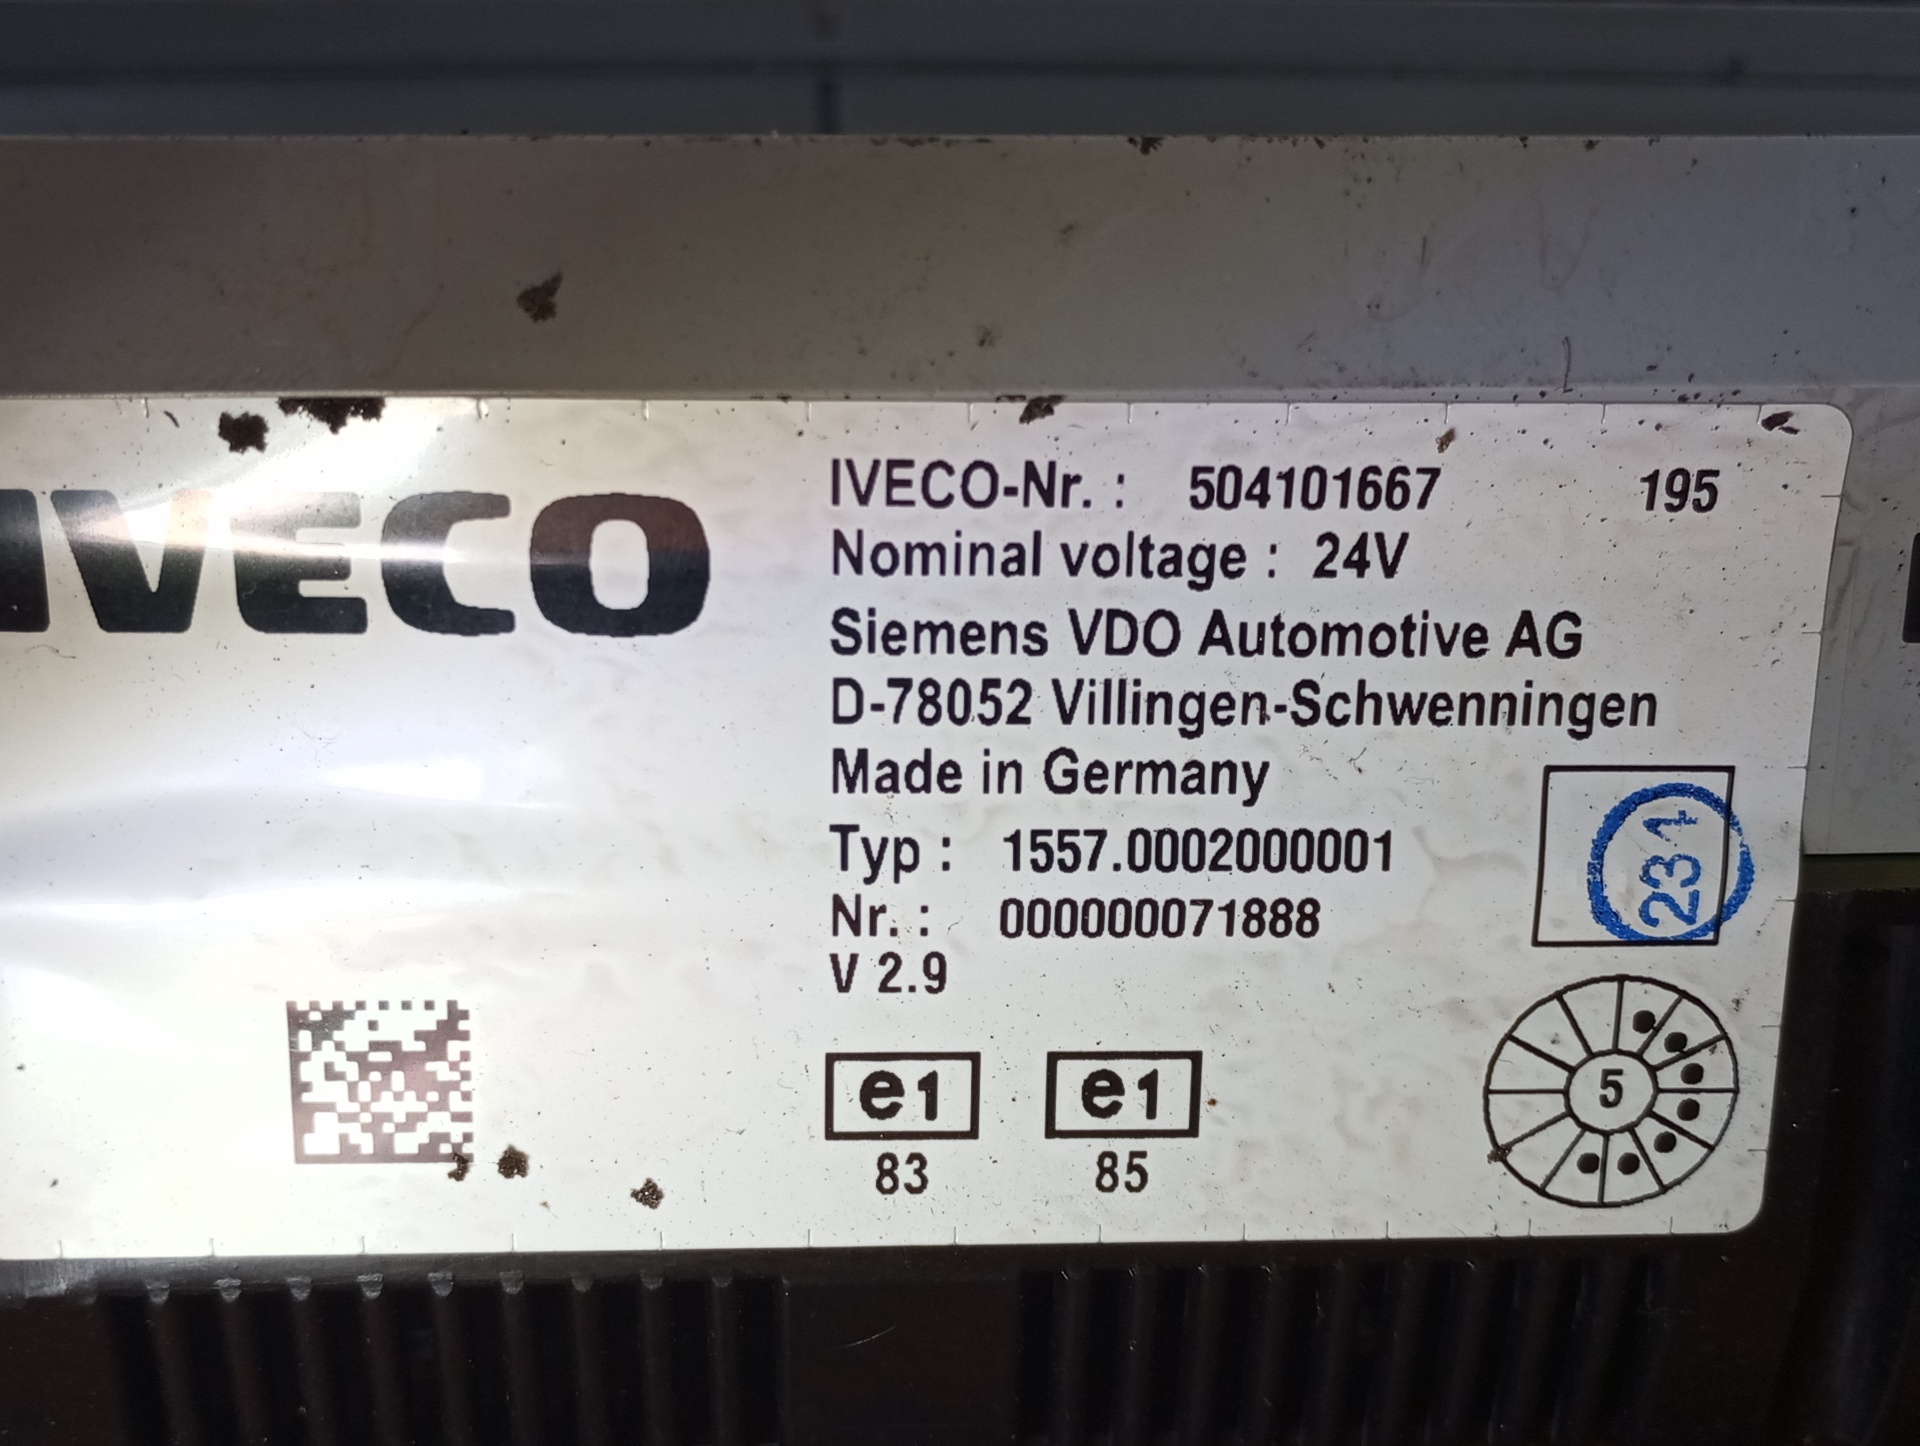 IVECO
IVECO-Nr. : 504101667 195
Nominal voltage : 24V
Siemens VDO Automotive AG
D-78052 Villingen-Schwenningen
Made in Germany
Typ : 1557.0002000001
Nr. : 000000071888
V 2.9
231
e1 e1
83 85
5